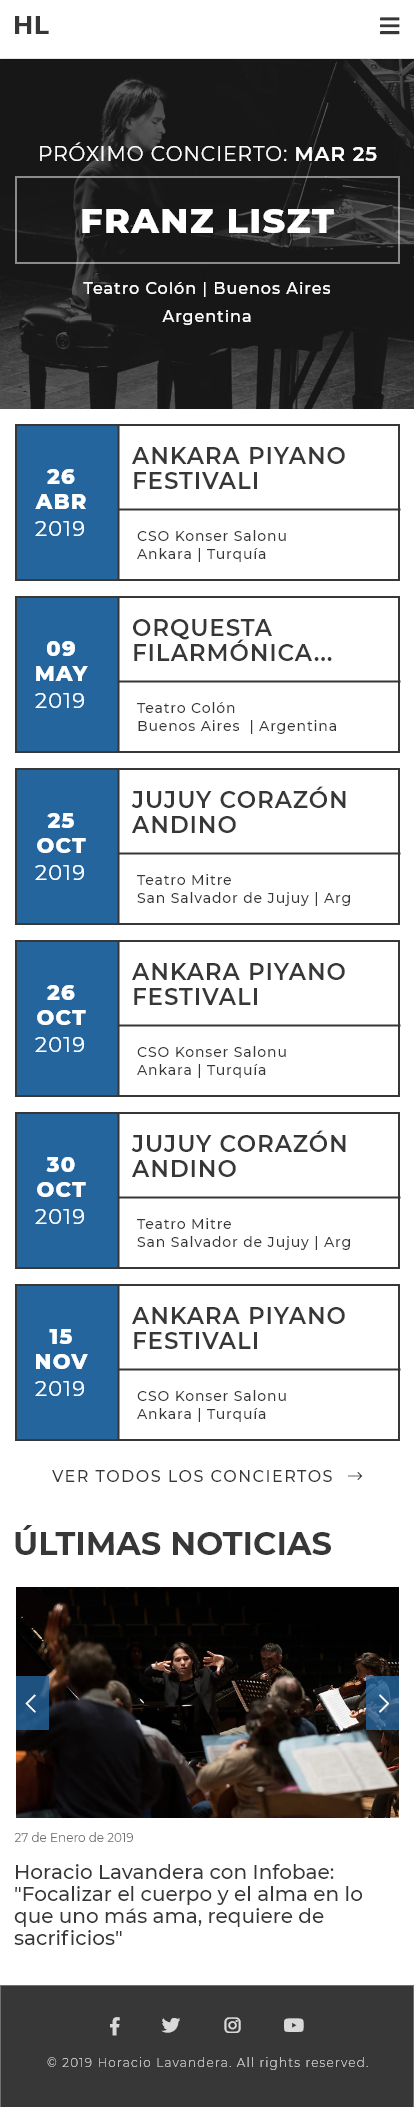 HL
PRÓXIMO CONCIERTO: MAR 25
FRANZ LISZT
Teatro Colón | Buenos Aires
Argentina
26
ABR
2019
ANKARA PIYANO
FESTIVALI
CSO Konser Salonu
Ankara | Turquía
09
MAY
2019
ORQUESTA
FILARMÓNICA...
Teatro Colón
Buenos Aires | Argentina
25
OCT
2019
JUJUY CORAZÓN
ANDINO
Teatro Mitre
San Salvador de Jujuy | Arg
26
OCT
2019
ANKARA PIYANO
FESTIVALI
CSO Konser Salonu
Ankara | Turquía
30
OCT
2019
JUJUY CORAZÓN
ANDINO
Teatro Mitre
San Salvador de Jujuy | Arg
15
NOV
2019
ANKARA PIYANO
FESTIVALI
CSO Konser Salonu
Ankara | Turquía
VER TODOS LOS CONCIERTOS →
ÚLTIMAS NOTICIAS
27 de Enero de 2019
Horacio Lavandera con Infobae:
"Focalizar el cuerpo y el alma en lo
que uno más ama, requiere de
sacrificios"
© 2019 Horacio Lavandera. All rights reserved.